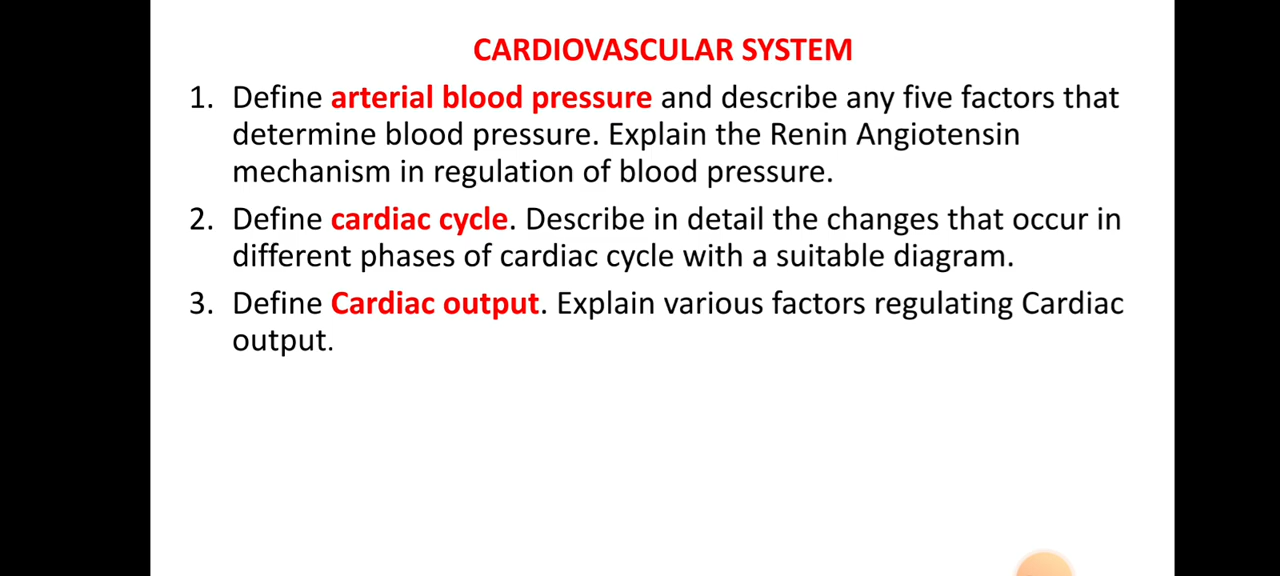 CARDIOVASCULAR SYSTEM
1. Define arterial blood pressure and describe any five factors that
determine blood pressure. Explain the Renin Angiotensin
mechanism in regulation of blood pressure.
2. Define cardiac cycle. Describe in detail the changes that occur in
different phases of cardiac cycle with a suitable diagram.
3. Define Cardiac output. Explain various factors regulating Cardiac
output.